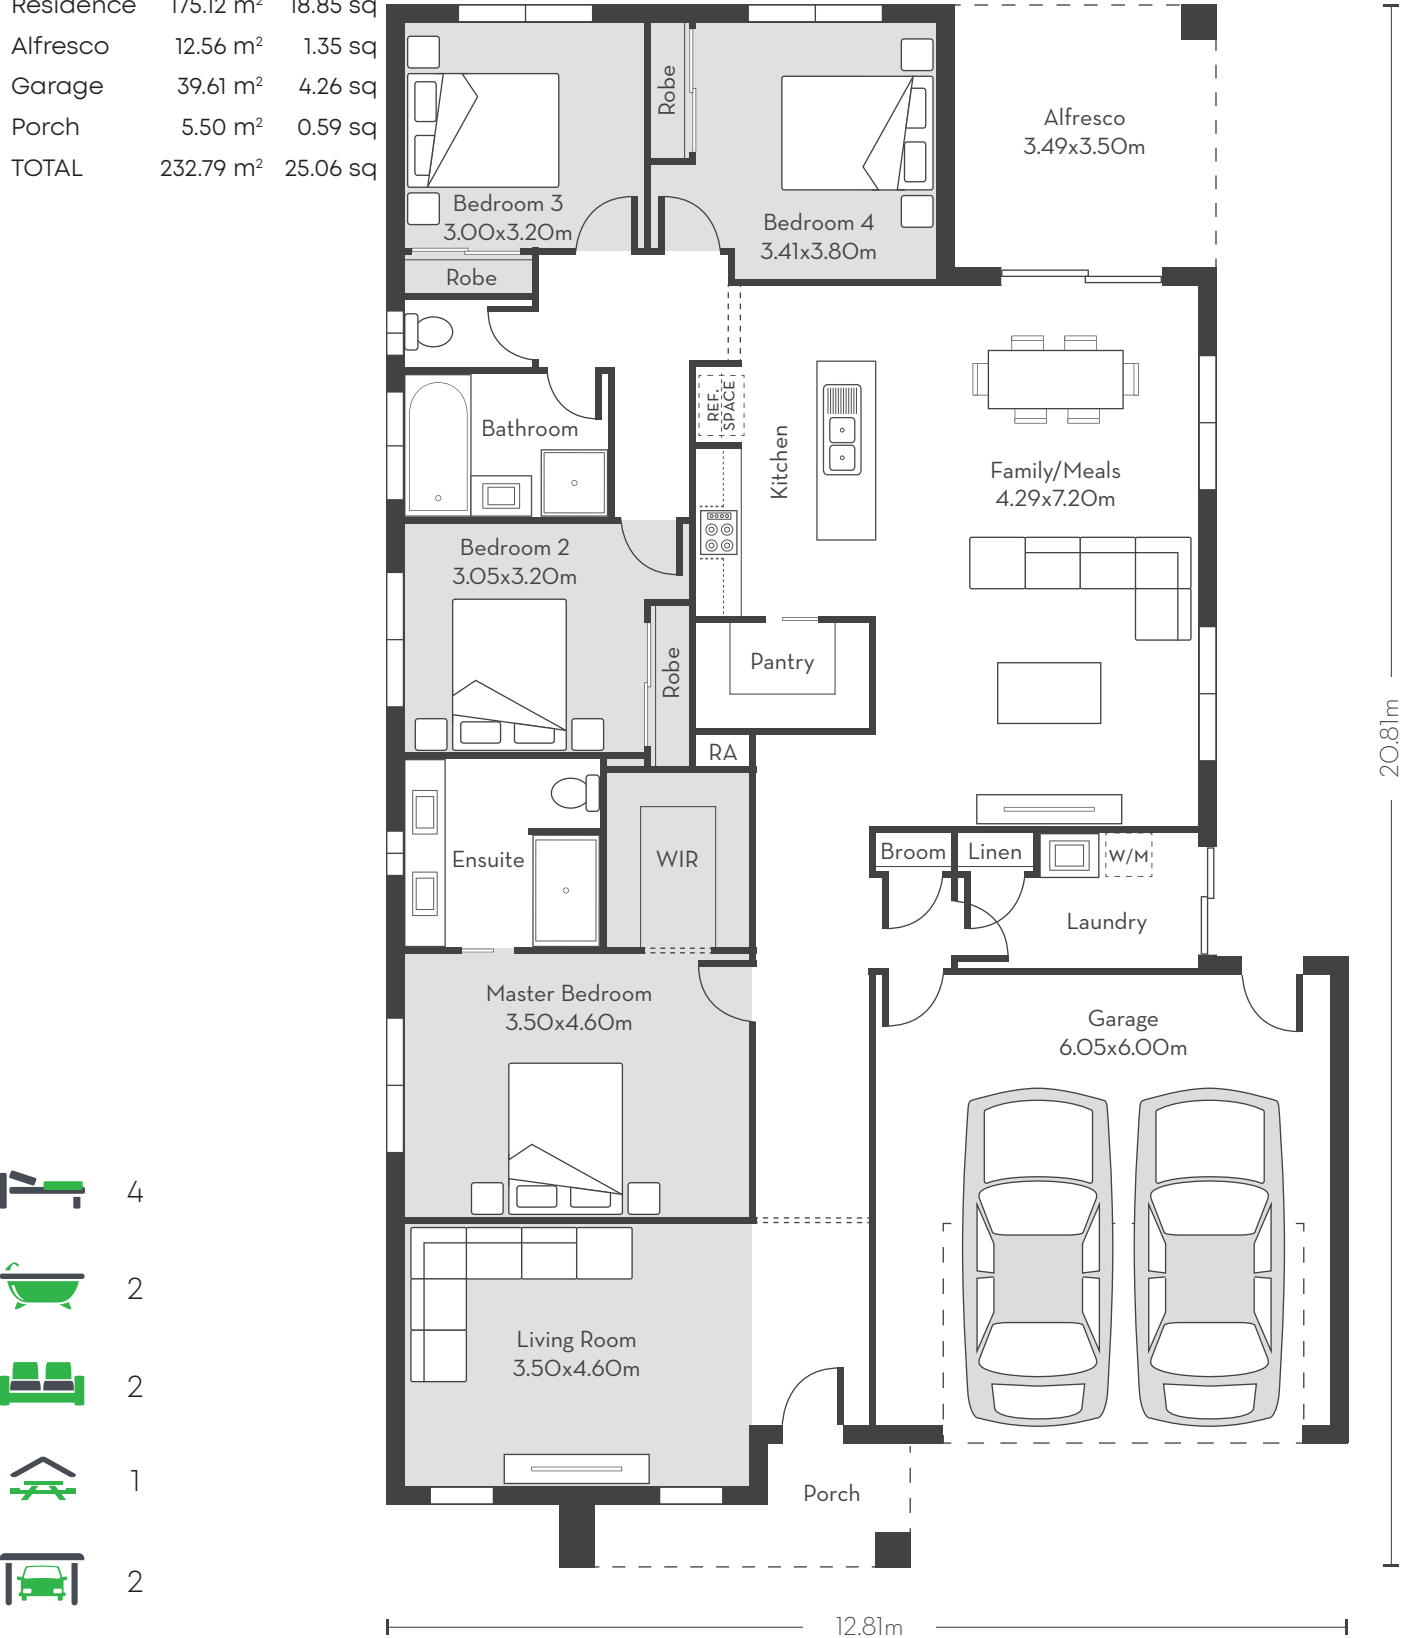 Residence 175.12 m² 18.85 sq
Alfresco 12.56 m² 1.35 sq
Garage 39.61 m² 4.26 sq
Porch 5.50 m² 0.59 sq
TOTAL 232.79 m² 25.06 sq
Robe
Alfresco
3.49x3.50m
Bedroom 3
3.00x3.20m
Bedroom 4
3.41x3.80m
Robe
REF.
SPACE
Bathroom
Kitchen
Family/Meals
4.29x7.20m
Bedroom 2
3.05x3.20m
Robe
Pantry
RA
20.81m
Ensuite
WIR
Broom
Linen
W/M
Laundry
Master Bedroom
3.50x4.60m
Garage
6.05x6.00m
4
2
Living Room
3.50x4.60m
2
1
Porch
2
12.81m